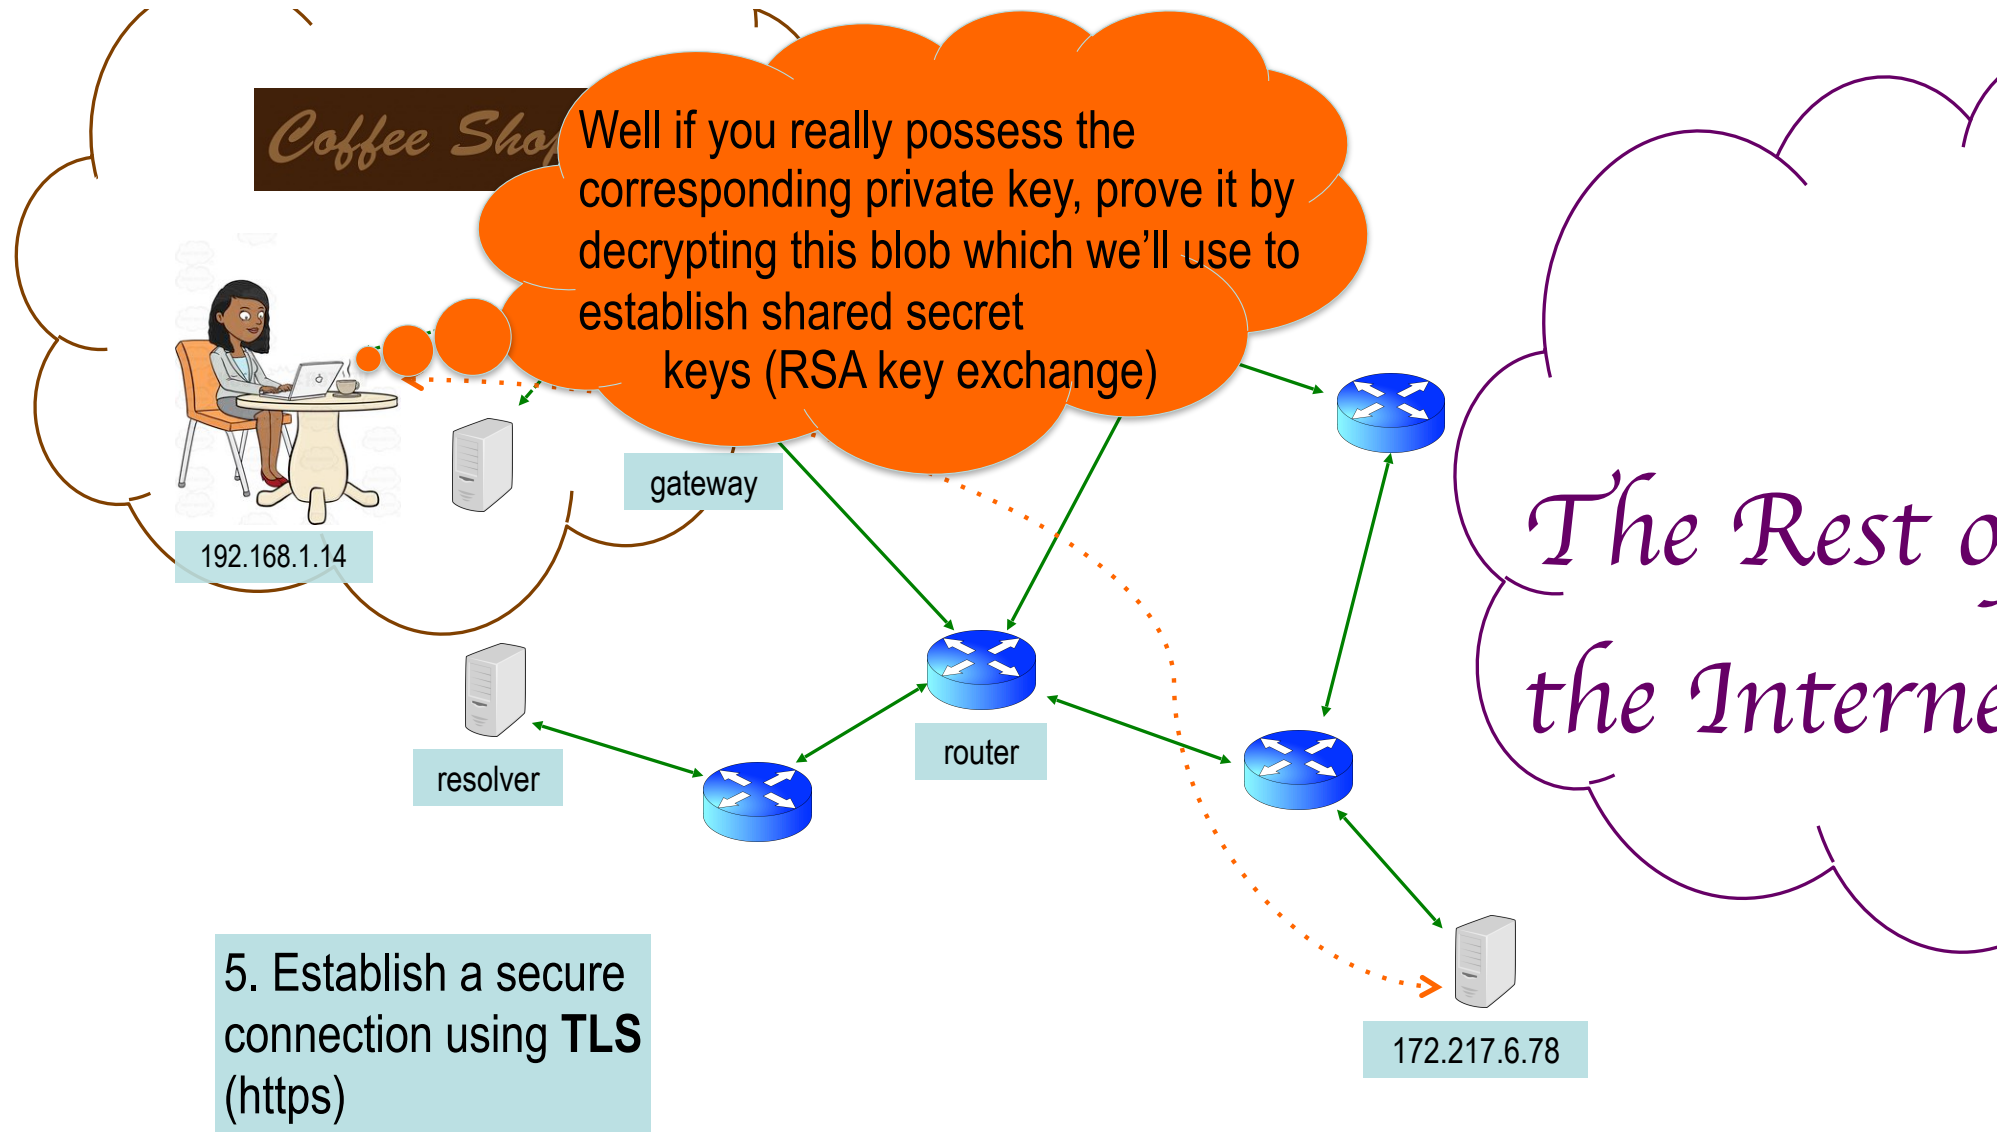 Coffee Shop
Well if you really possess the
corresponding private key, prove it by
decrypting this blob which we’ll use to
establish shared secret
keys (RSA key exchange)
gateway
192.168.1.14
The Rest
the
router
resolver
5. Establish a secure
connection using TLS
(https)
172.217.6.78